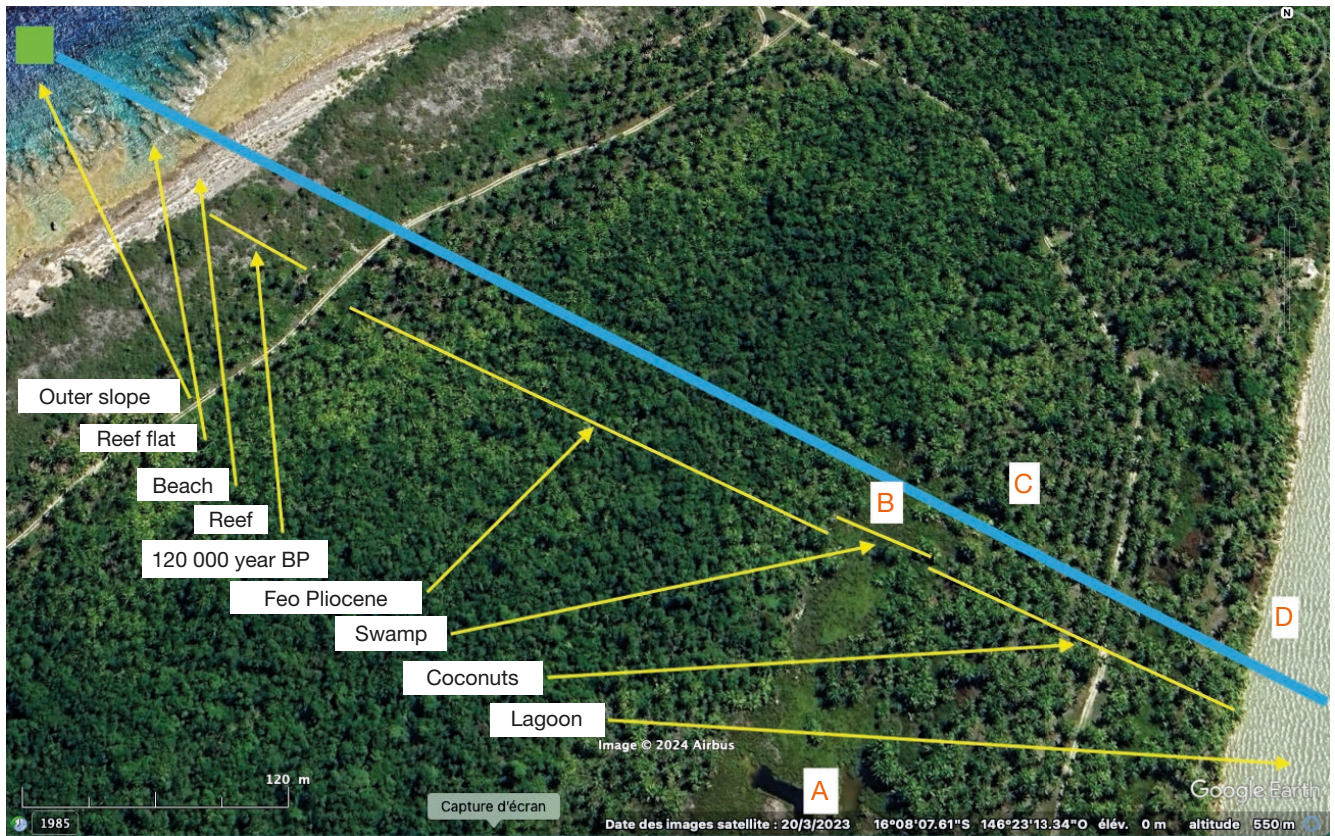 N
Outer slope
Reef flat
Beach
Reef
120 000 year BP
Feo Pliocene
Swamp
Coconuts
Lagoon
B
C
D
A
Image © 2024 Airbus
120 m
1985
Capture d'écran
Google Earth
Date des images satellite : 20/3/2023 16°08'07.61"S 146°23'13.34"O élév. 0 m altitude 550 m